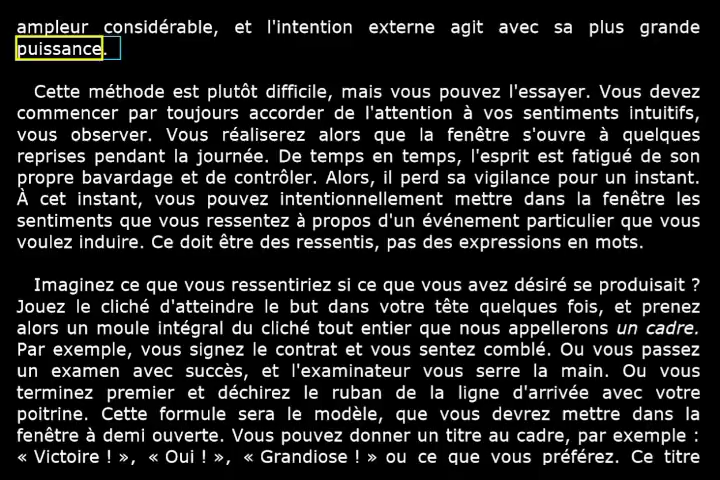 ampleur considérable, et l'intention externe agit avec sa plus grande
puissance.
Cette méthode est plutôt difficile, mais vous pouvez l'essayer. Vous devez
commencer par toujours accorder de l'attention à vos sentiments intuitifs,
vous observer. Vous réaliserez alors que la fenêtre s'ouvre à quelques
reprises pendant la journée. De temps en temps, l'esprit est fatigué de son
propre bavardage et de contrôler. Alors, il perd sa vigilance pour un instant.
À cet instant, vous pouvez intentionnellement mettre dans la fenêtre les
sentiments que vous ressentez à propos d'un événement particulier que vous
voulez induire. Ce doit être des ressentis, pas des expressions en mots.
Imaginez ce que vous ressentiriez si ce que vous avez désiré se produisait ?
Jouez le cliché d'atteindre le but dans votre tête quelques fois, et prenez
alors un moule intégral du cliché tout entier que nous appellerons un cadre.
Par exemple, vous signez le contrat et vous sentez comblé. Ou vous passez
un examen avec succès, et l'examinateur vous serre la main. Ou vous
terminez premier et déchirez le ruban de la ligne d'arrivée avec votre
poitrine. Cette formule sera le modèle, que vous devrez mettre dans la
fenêtre à demi ouverte. Vous pouvez donner un titre au cadre, par exemple :
« Victoire ! », « Oui ! », « Grandiose ! » ou ce que vous préférez. Ce titre